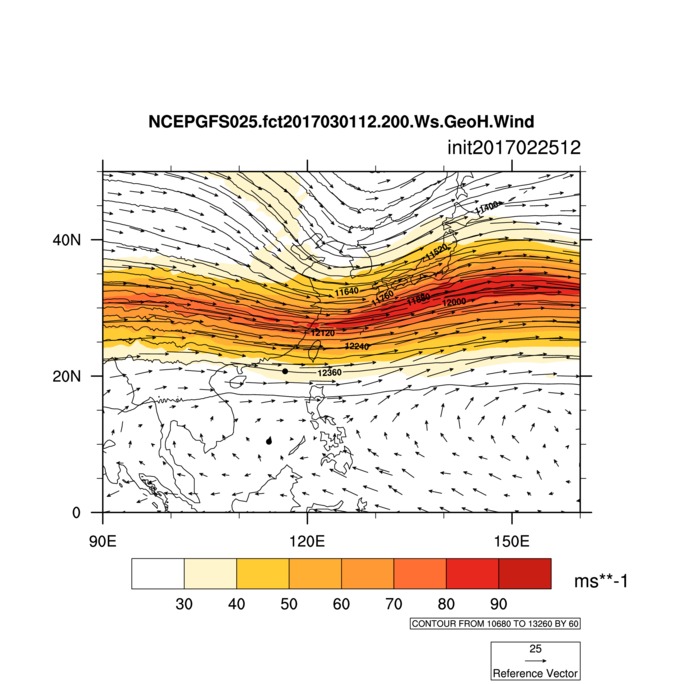 NCEPGFS025.fct2017030112.200.Ws.GeoH.Wind
init2017022512
11400
40N
11520
11640
11760
11880
12000
12120
12240
20N
12360
0
90E 120E 150E
ms**-1
30 40 50 60 70 80 90
CONTOUR FROM 10680 TO 13260 BY 60
25
Reference Vector